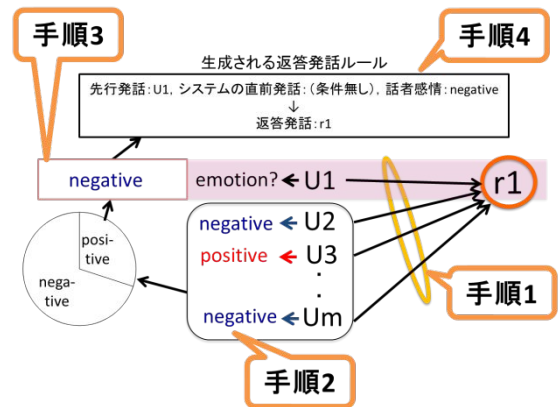 手順3
手順4
生成される返答発話ルール
先行発話:U1, システムの直前発話:(条件無し), 話者感情:negative
↓
返答発話:r1
negative
emotion?
U1
r1
negative
U2
positive
U3
・
・
negative
Um
posi-
tive
nega-
tive
手順1
手順2